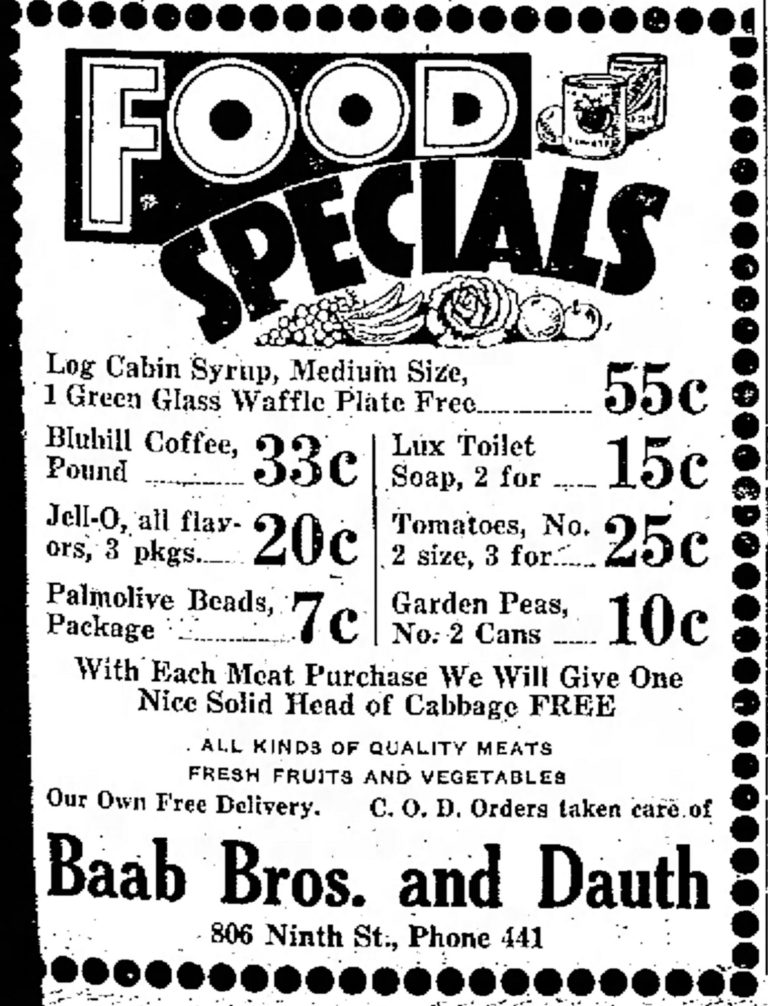 FOOD
SPECIALS
TOMATO
Log Cabin Syrup, Medium Size,
1 Green Glass Waffle Plate Free 55c
Bluhill Coffee,
Pound 33c
Lux Toilet
Soap, 2 for 15c
Jell-O, all flav-
ors, 3 pkgs. 20c
Tomatoes, No.
2 size, 3 for 25c
Palmolive Beads,
Package 7c
Garden Peas,
No. 2 Cans 10c
With Each Meat Purchase We Will Give One
Nice Solid Head of Cabbage FREE
ALL KINDS OF QUALITY MEATS
FRESH FRUITS AND VEGETABLES
Our Own Free Delivery. C. O. D. Orders taken care of
Baab Bros. and Dauth
806 Ninth St., Phone 441